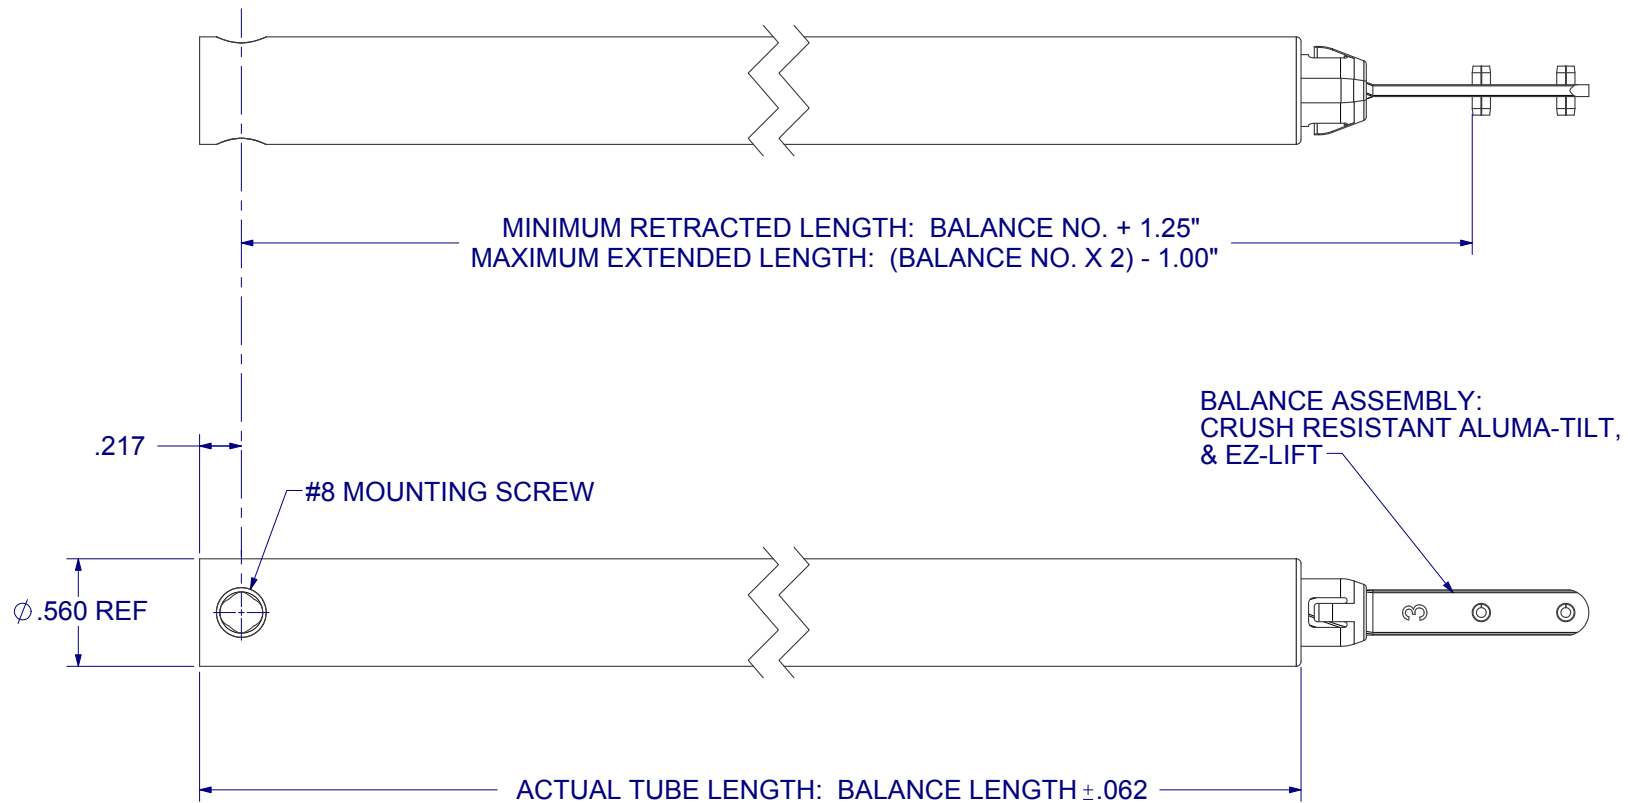 MINIMUM RETRACTED LENGTH: BALANCE NO. + 1.25"
MAXIMUM EXTENDED LENGTH: (BALANCE NO. X 2) - 1.00"
BALANCE ASSEMBLY:
CRUSH RESISTANT ALUMA-TILT,
& EZ-LIFT
.217
#8 MOUNTING SCREW
∅.560 REF
3
ACTUAL TUBE LENGTH: BALANCE LENGTH ±.062